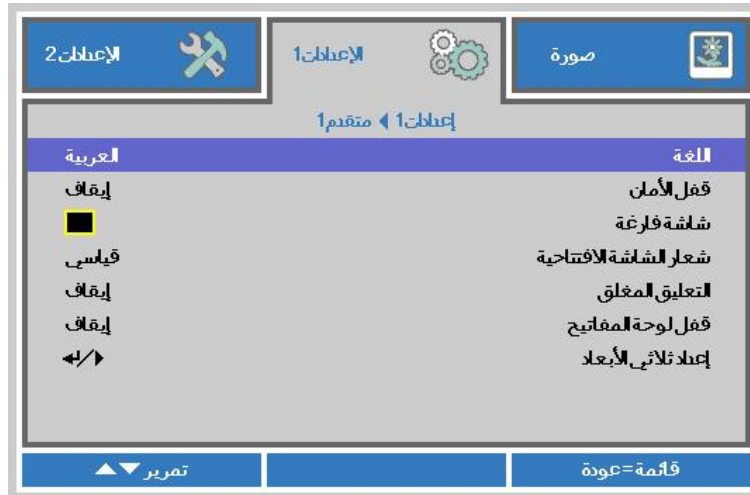 صورة
الإعدادات1
الإعدادات2
إعدادات1 متقدم1
اللغة العربية
قفل الأمان إيقاف
شاشة فارغة
شعار الشاشة الافتتاحية قياسي
التعليق المغلق إيقاف
قفل لوحة المفاتيح إيقاف
إعداد ثلاثي الأبعاد
قائمة=عودة
تمرير